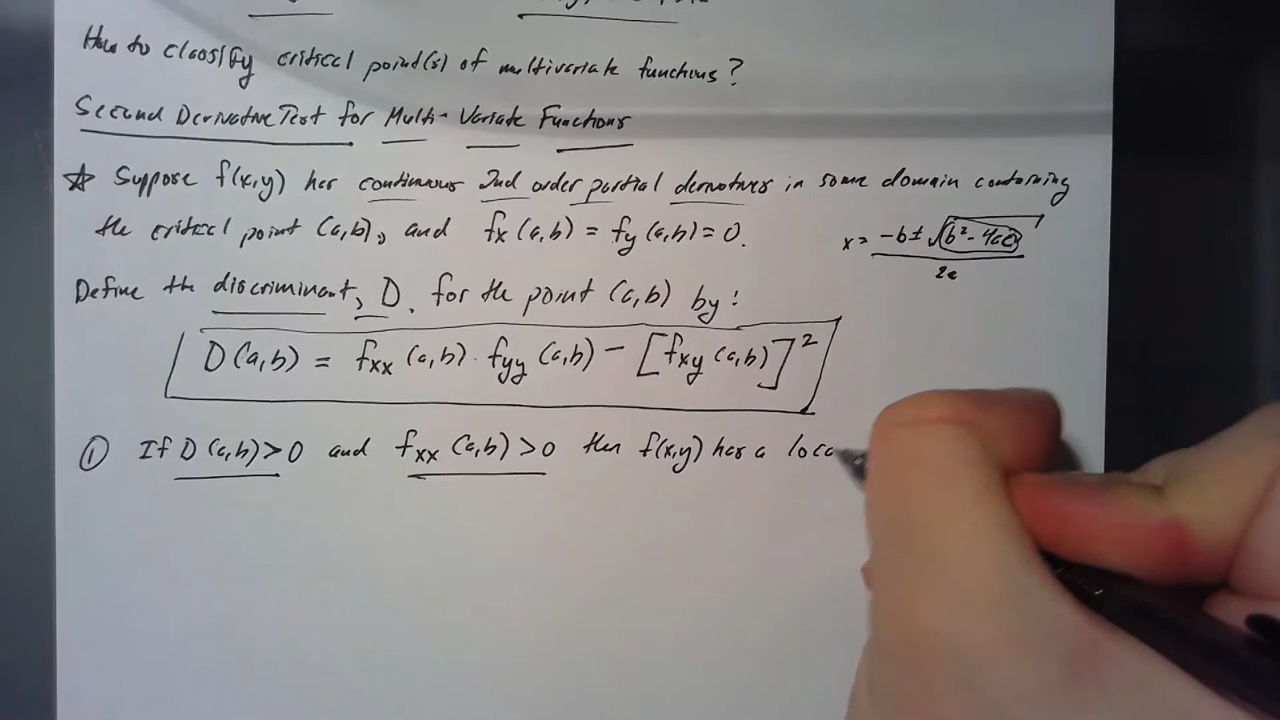 How to classify critical point(s) of multivariate functions?
Second Derivative Test for Multi-Variate Functions
☆ Suppose f(x,y) has continuous 2nd order partial derivatives in some domain containing
the critical point (a,b), and fx (a,b) = fy (a,b) = 0.
x = -b ± √(b² - 4ac) / 2a
Define the discriminant, D, for the point (a,b) by:
D(a,b) = fxx (a,b) · fyy (a,b) - [fxy (a,b)]²
① If D (a,b) > 0 and fxx (a,b) > 0 then f(x,y) has a loca